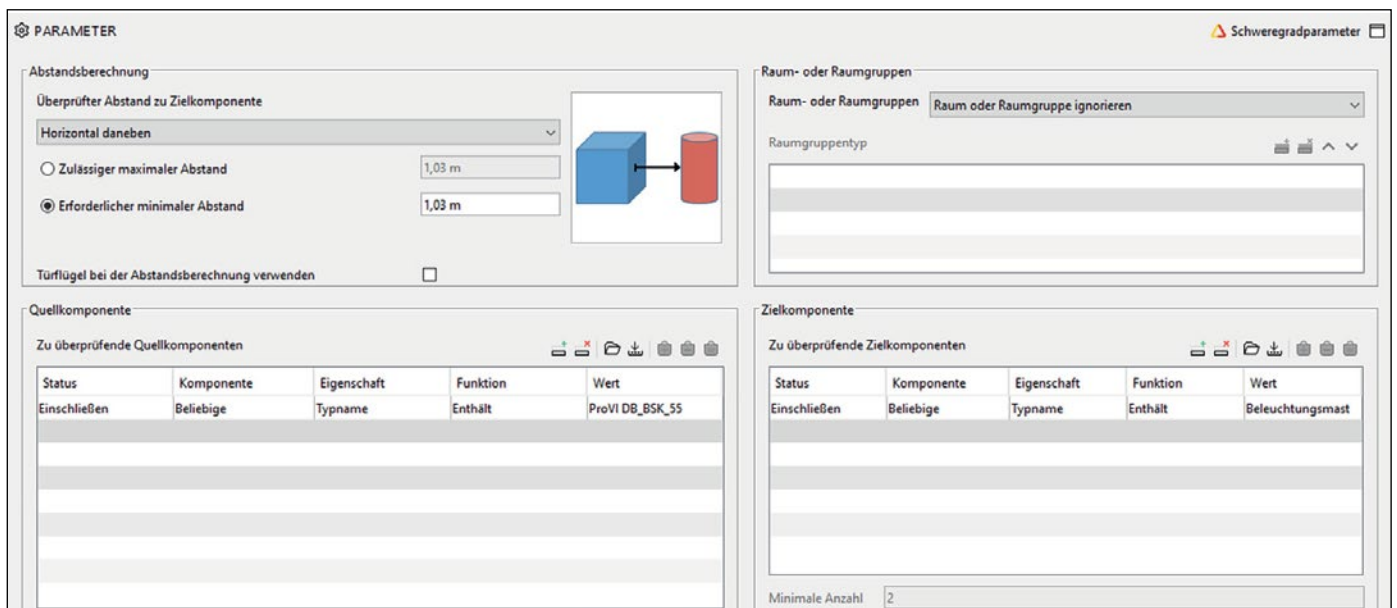 PARAMETER
Schweregradparameter
Abstandsberechnung
Überprüfter Abstand zu Zielkomponente
Horizontal daneben
Zulässiger maximaler Abstand 1,03 m
Erforderlicher minimaler Abstand 1,03 m
Türflügel bei der Abstandsberechnung verwenden
Raum- oder Raumgruppen
Raum- oder Raumgruppen Raum oder Raumgruppe ignorieren
Raumgruppentyp
Quellkomponente
Zu überprüfende Quellkomponenten
Status Komponente Eigenschaft Funktion Wert
Einschließen Beliebige Typname Enthält ProVI DB_BSK_55
Zielkomponente
Zu überprüfende Zielkomponenten
Status Komponente Eigenschaft Funktion Wert
Einschließen Beliebige Typname Enthält Beleuchtungsmast
Minimale Anzahl 2